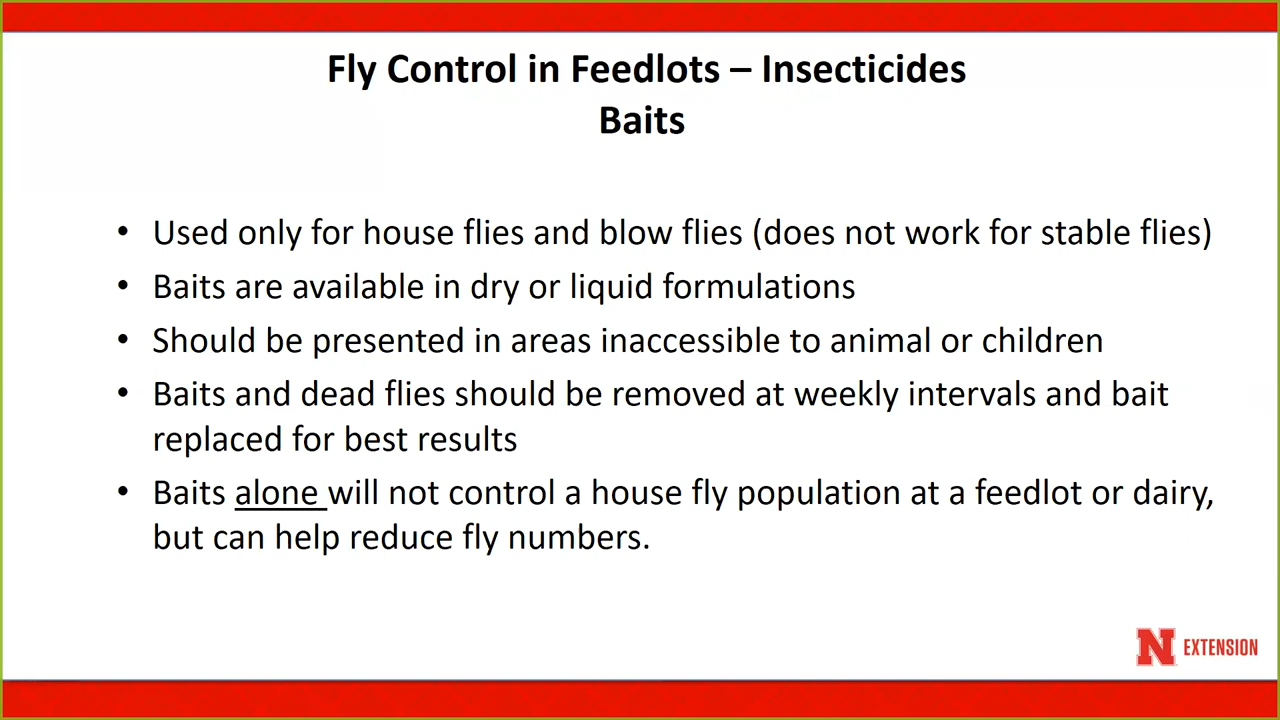 Fly Control in Feedlots – Insecticides
Baits
• Used only for house flies and blow flies (does not work for stable flies)
• Baits are available in dry or liquid formulations
• Should be presented in areas inaccessible to animal or children
• Baits and dead flies should be removed at weekly intervals and bait
replaced for best results
• Baits alone will not control a house fly population at a feedlot or dairy,
but can help reduce fly numbers.
N EXTENSION